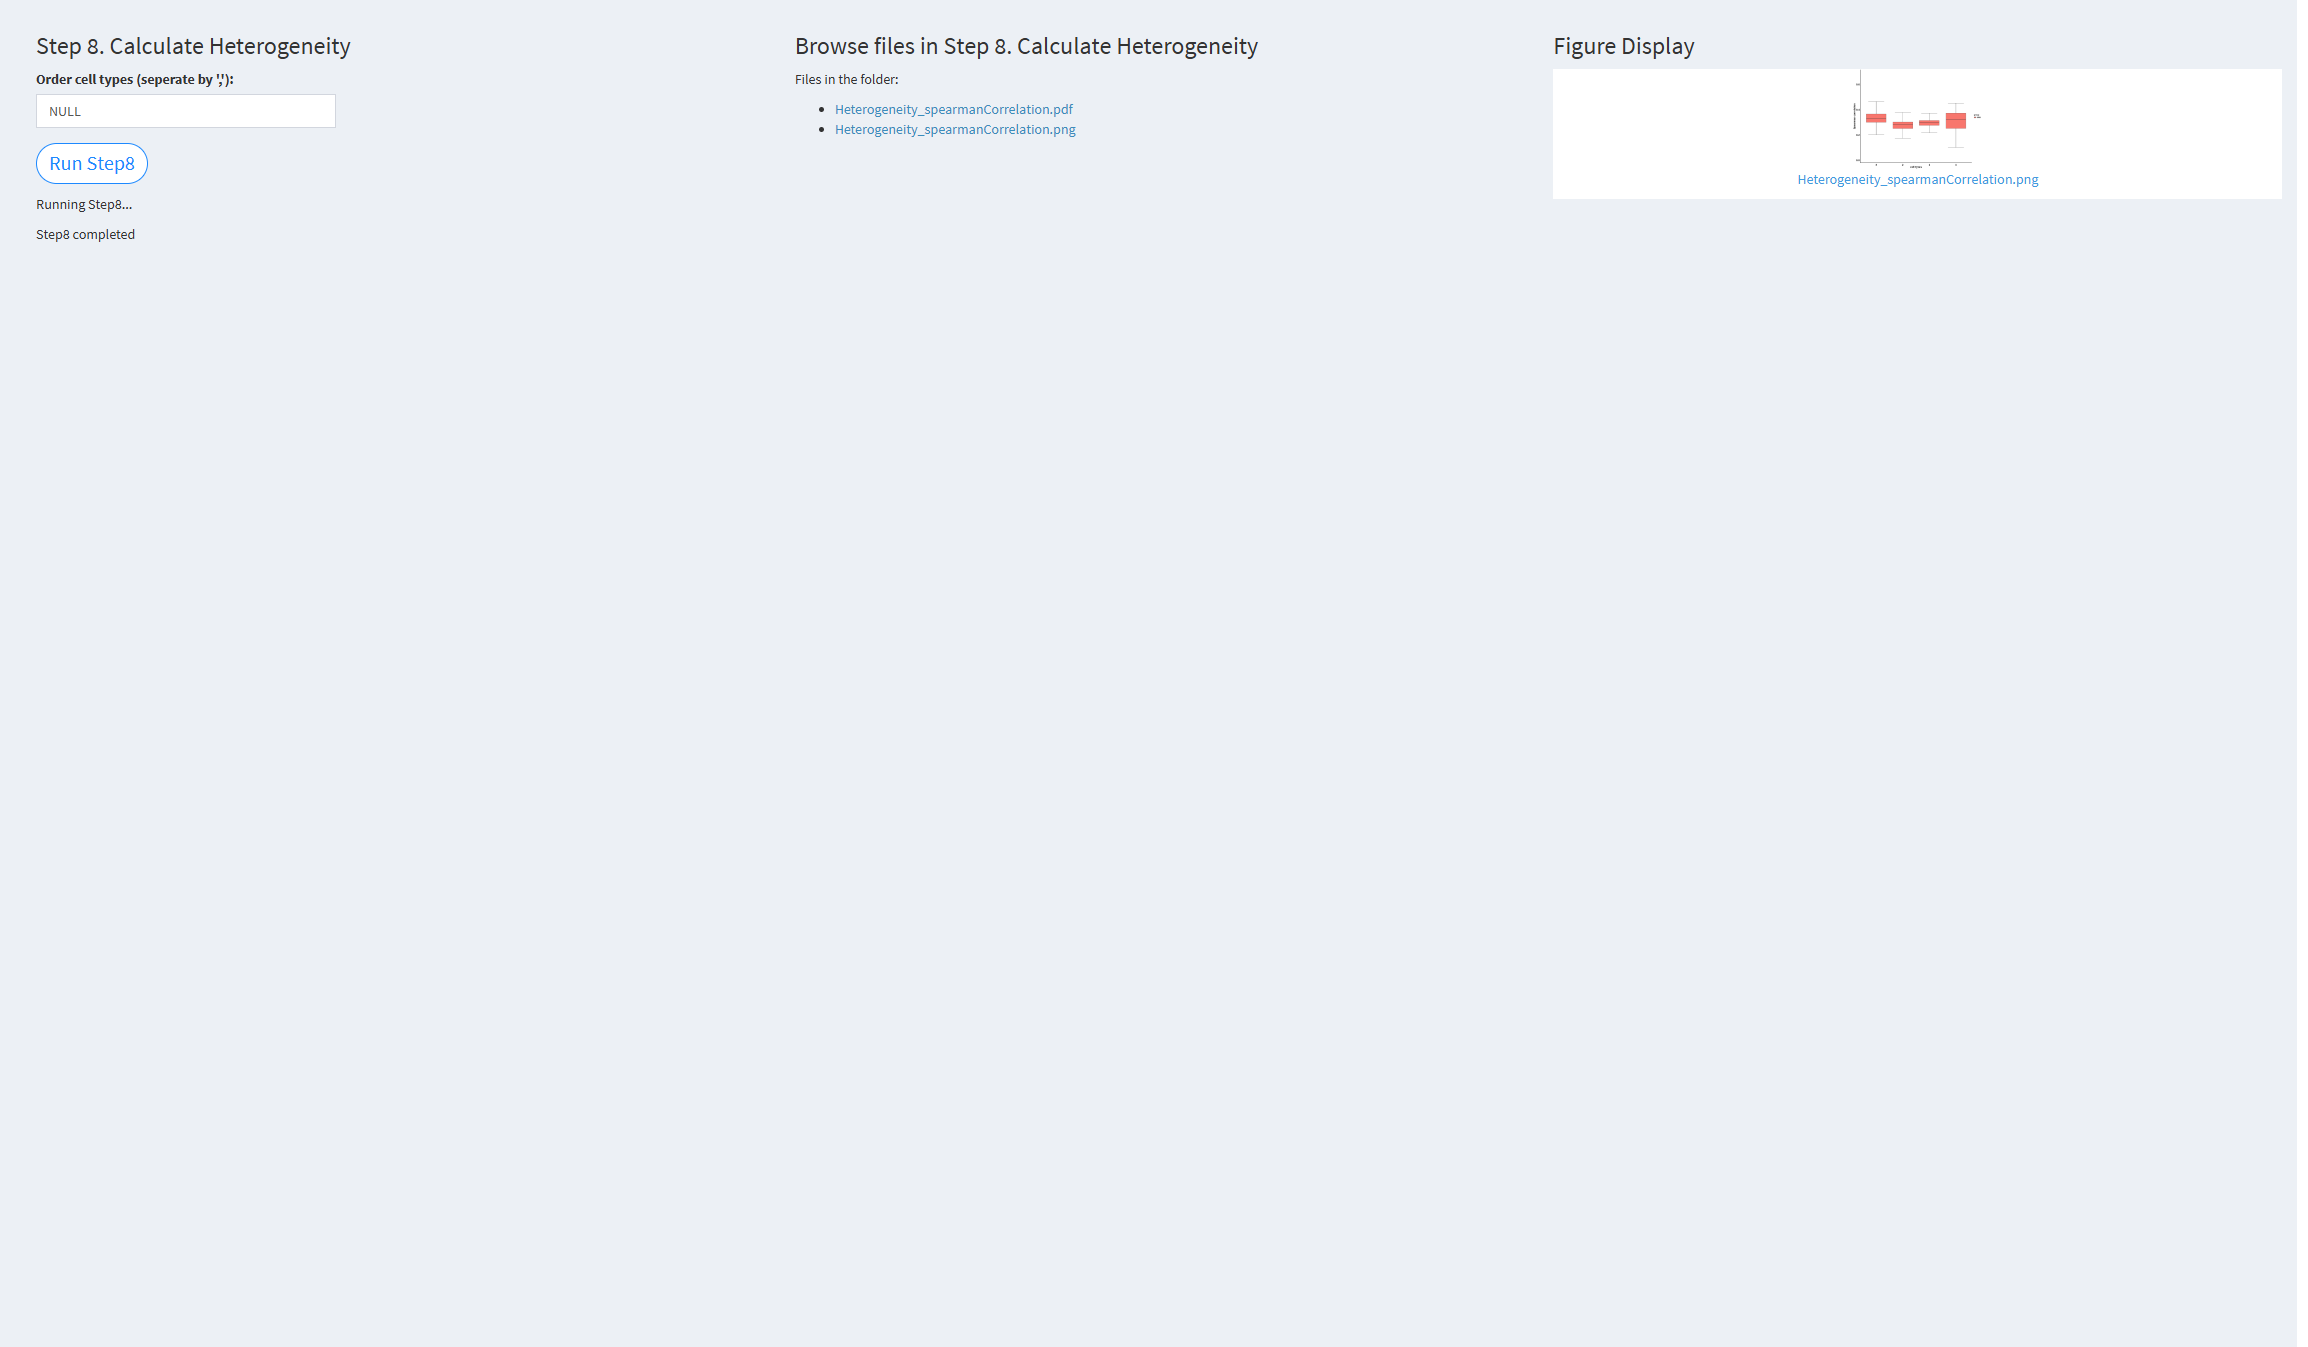 Step 8. Calculate Heterogeneity
Order cell types (seperate by ','):
NULL
Run Step8
Running Step8...
Step8 completed
Browse files in Step 8. Calculate Heterogeneity
Files in the folder:
Heterogeneity_spearmanCorrelation.pdf
Heterogeneity_spearmanCorrelation.png
Figure Display
Heterogeneity_spearmanCorrelation.png